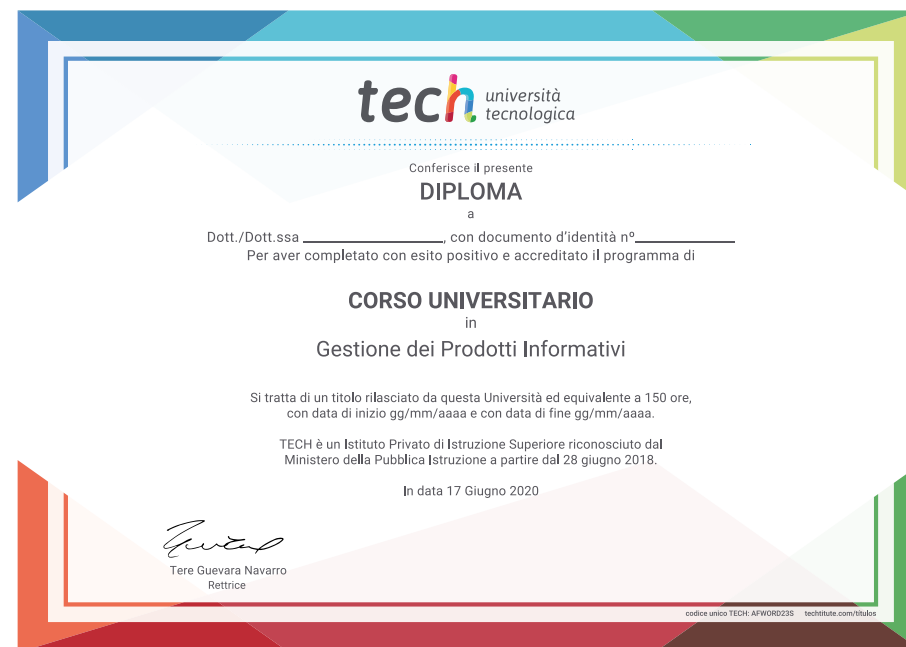 tech università
tecnologica
Conferisce il presente
DIPLOMA
a
Dott./Dott.ssa ____________________, con documento d'identità nº______________
Per aver completato con esito positivo e accreditato il programma di
CORSO UNIVERSITARIO
in
Gestione dei Prodotti Informativi
Si tratta di un titolo rilasciato da questa Università ed equivalente a 150 ore,
con data di inizio gg/mm/aaaa e con data di fine gg/mm/aaaa.
TECH è un Istituto Privato di Istruzione Superiore riconosciuto dal
Ministero della Pubblica Istruzione a partire dal 28 giugno 2018.
In data 17 Giugno 2020
Tere Guevara Navarro
Rettrice
codice unico TECH: AFWORD23S techtitute.com/titulos